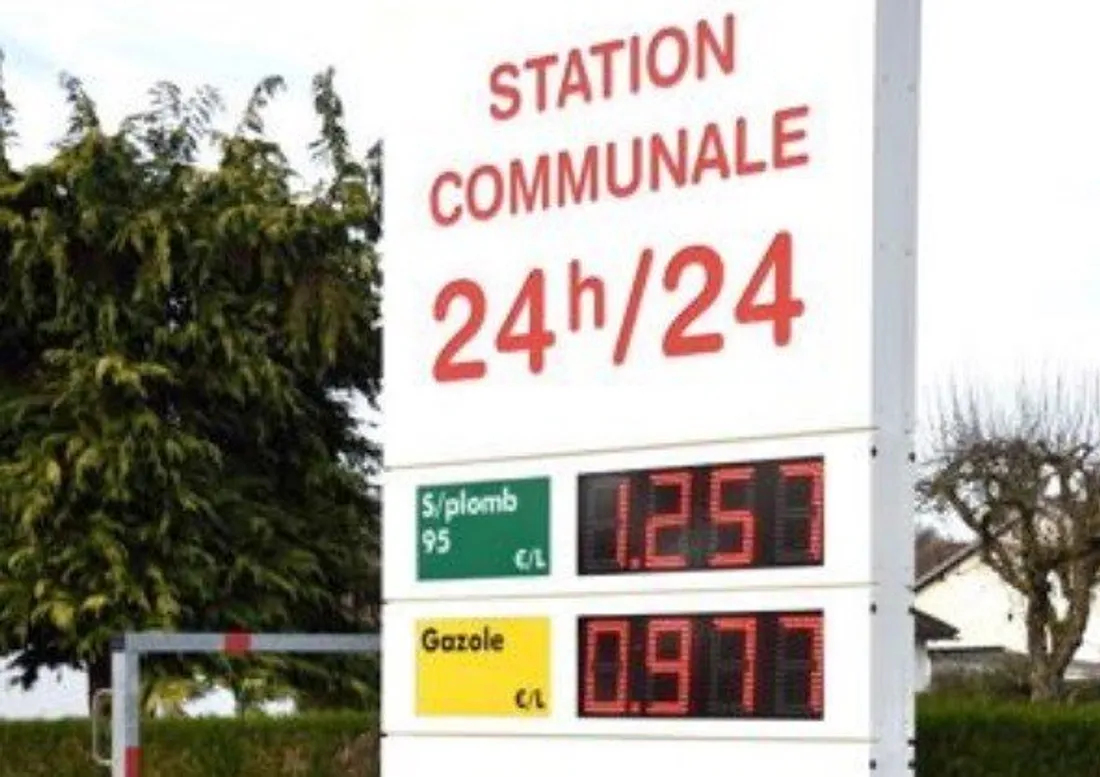 STATION
COMMUNALE
24h/24
S/plomb
95
€/L
1.257
Gazole
€/L
0.977